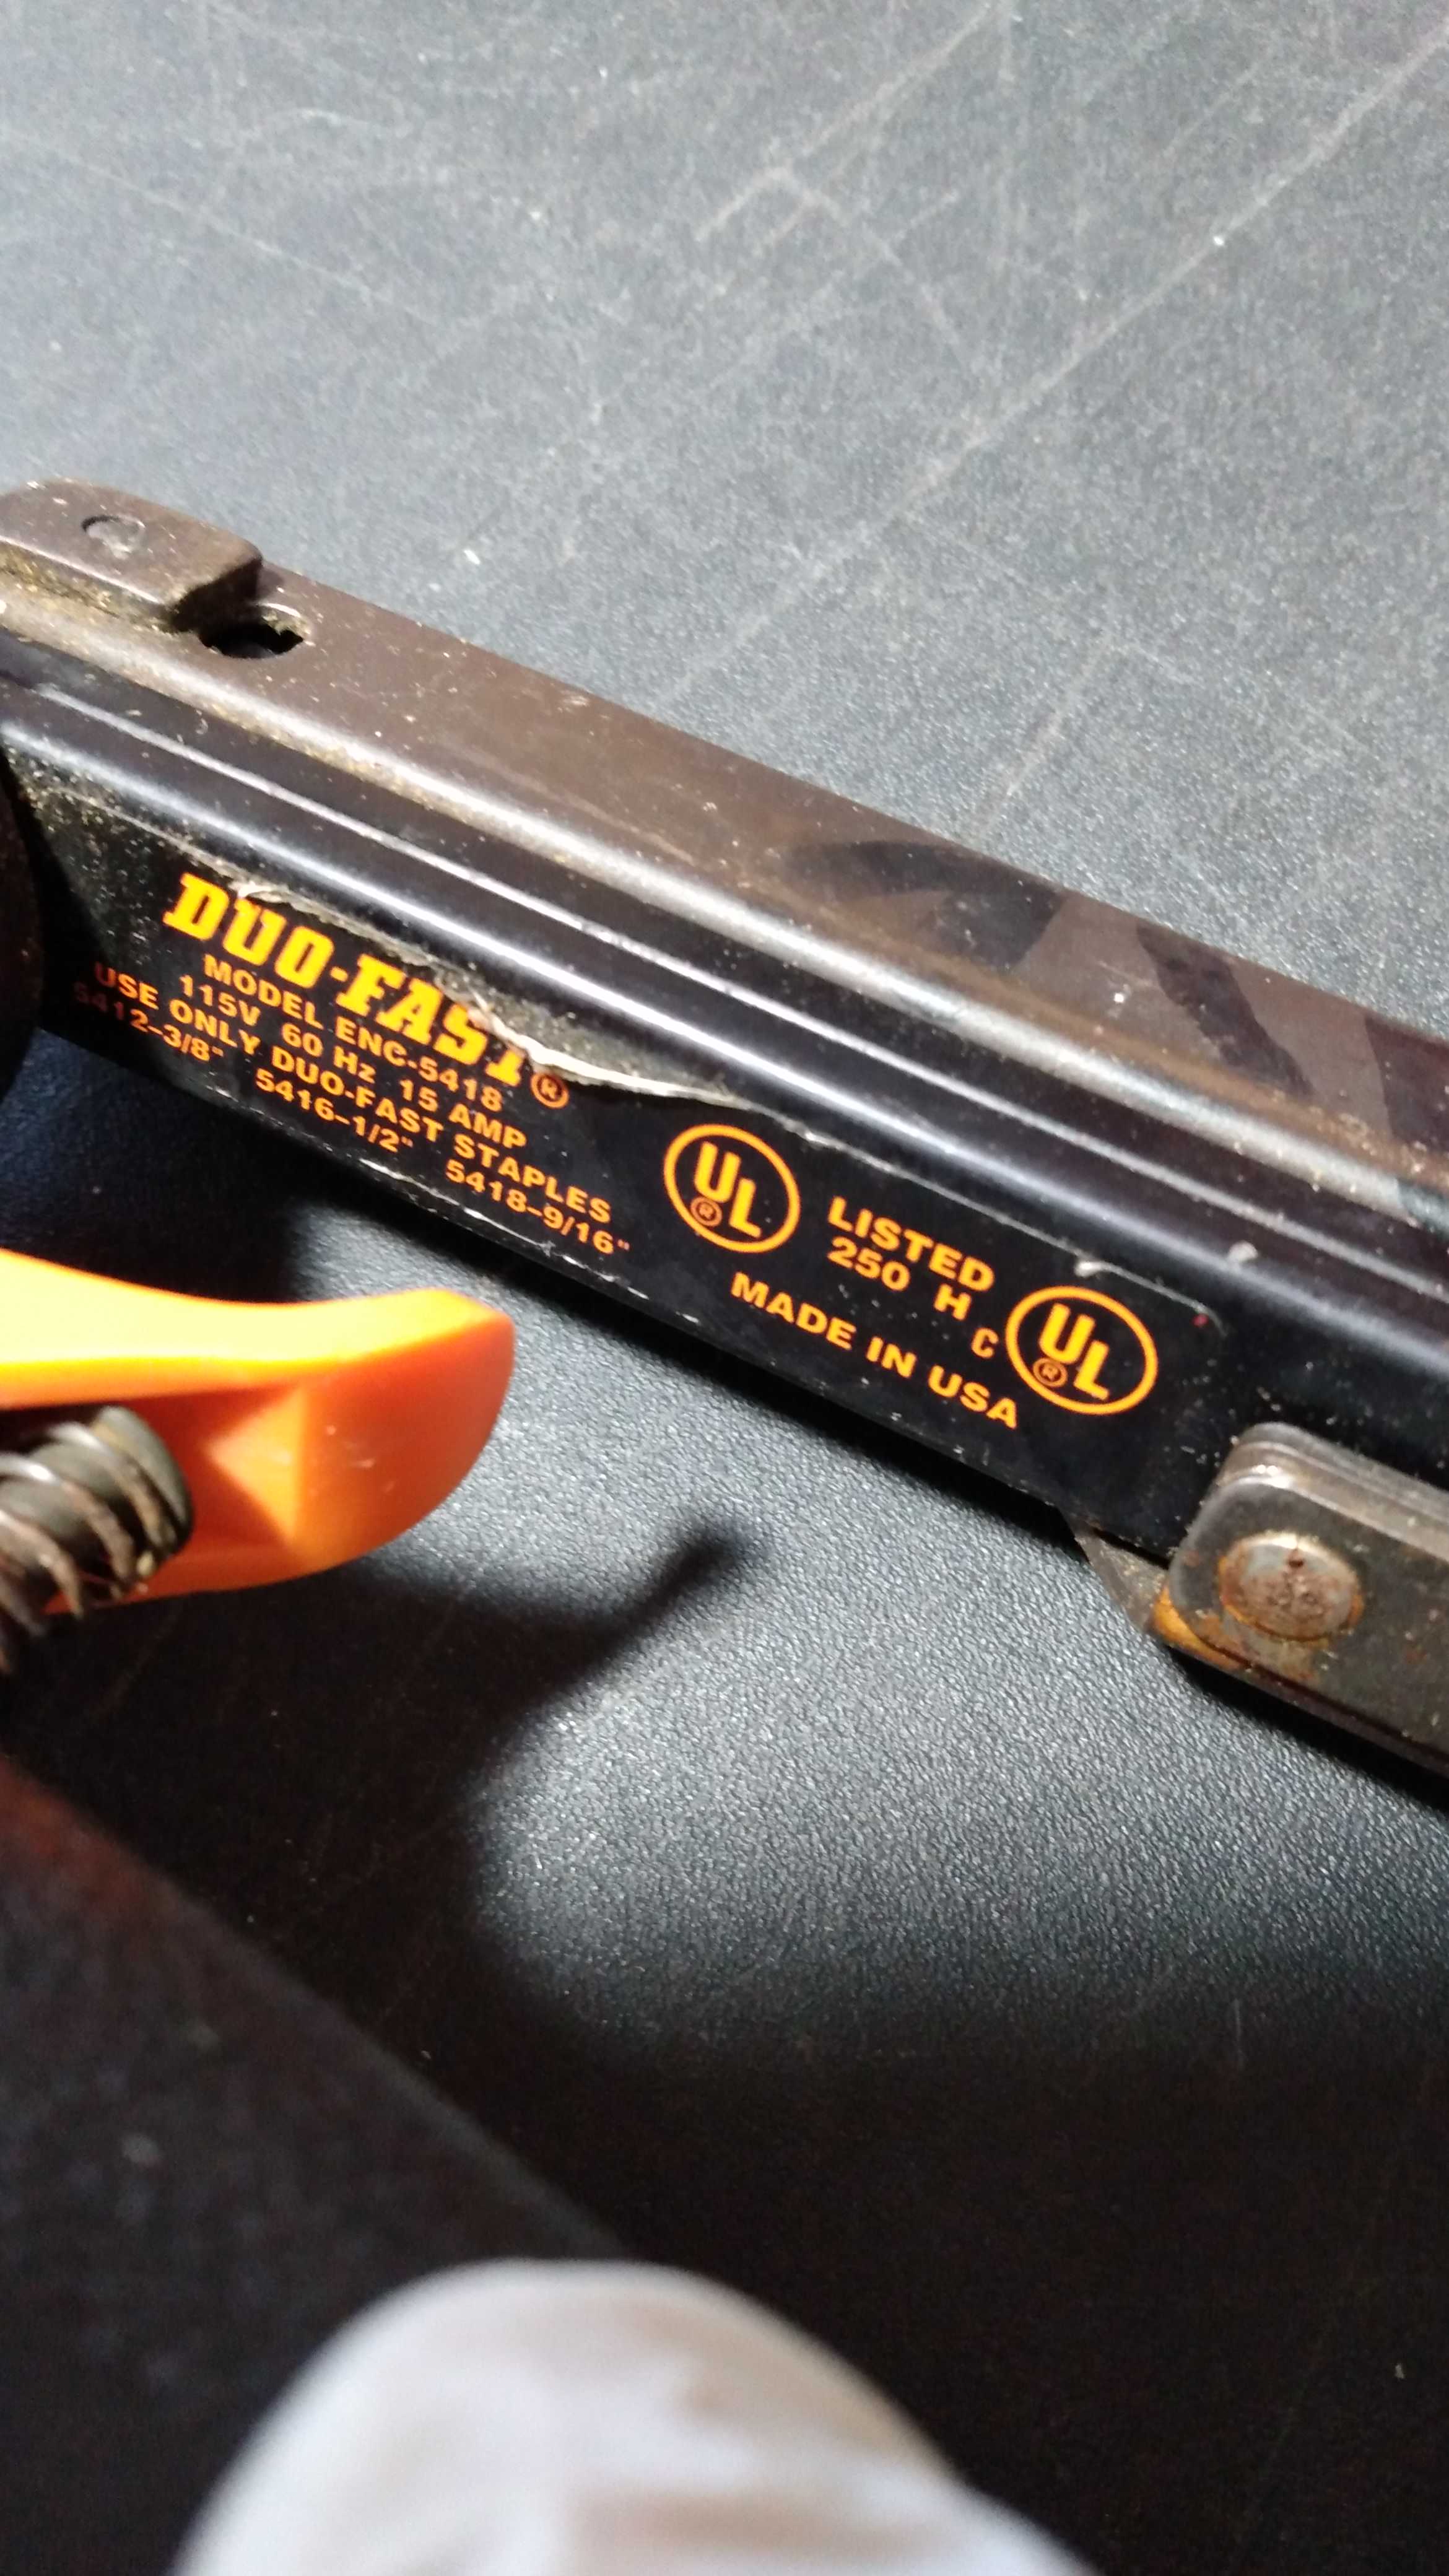 DUO-FAST®
MODEL ENC-5418
115V 60 Hz 15 AMP
USE ONLY DUO-FAST STAPLES
5412-3/8" 5416-1/2" 5418-9/16"
UL® LISTED
250 H
C UL®
MADE IN USA